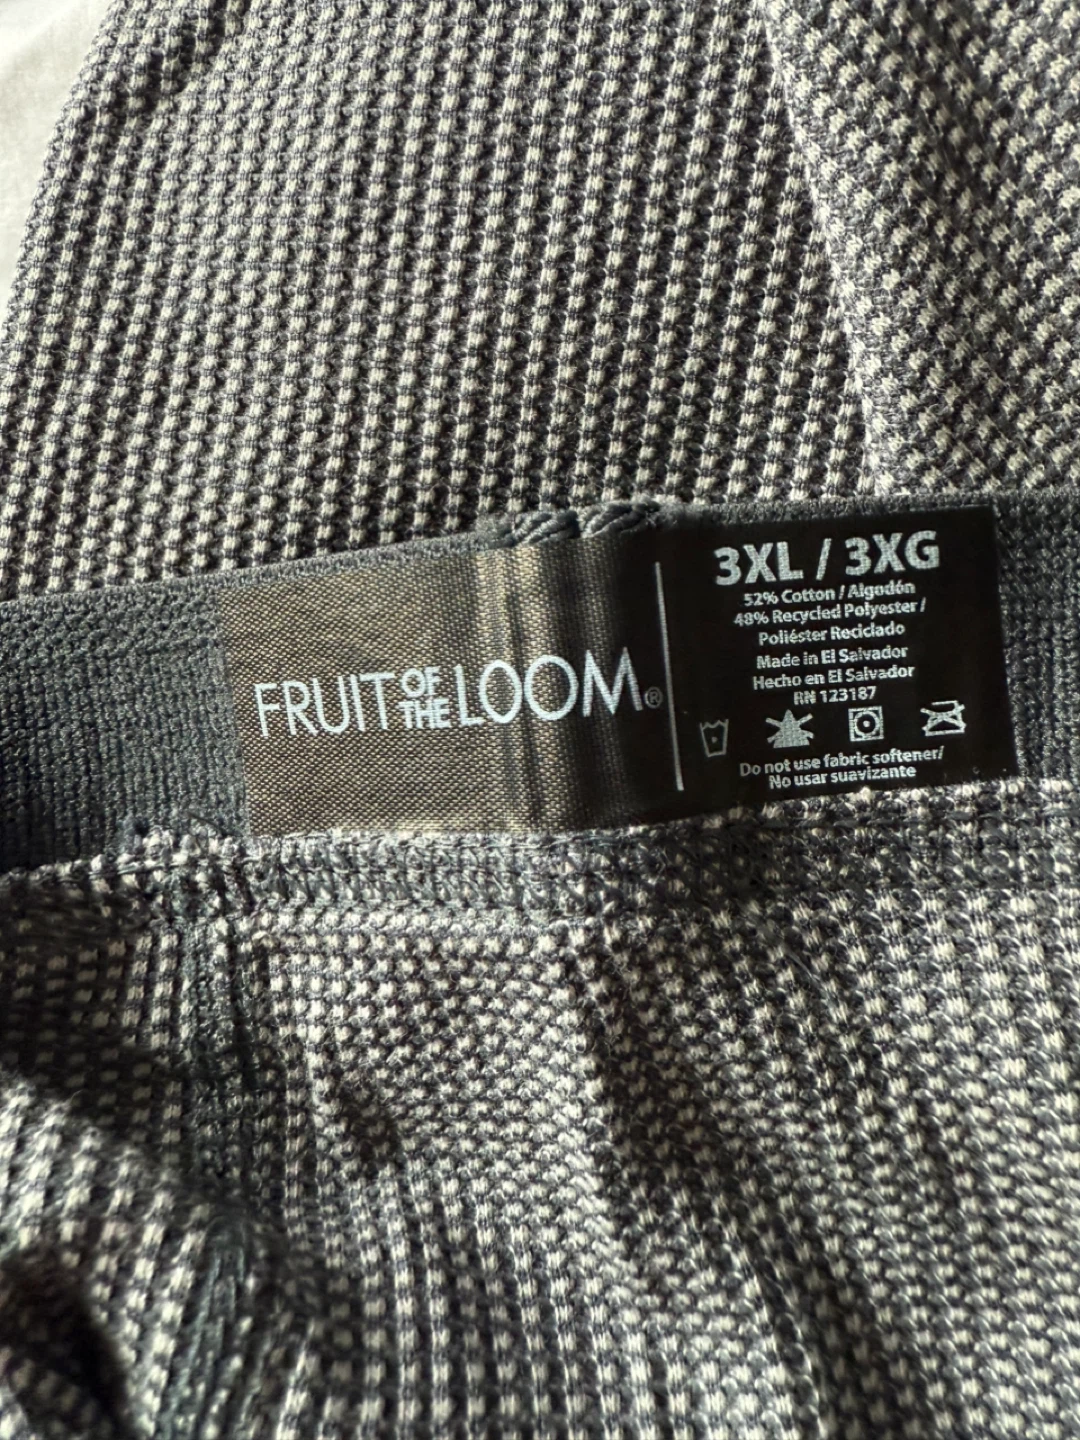 FRUIT OF THE LOOM®
3XL / 3XG
52% Cotton / Algodón
48% Recycled Polyester /
Poliéster Reciclado
Made in El Salvador
Hecho en El Salvador
RN 123187
Do not use fabric softener/
No usar suavizante